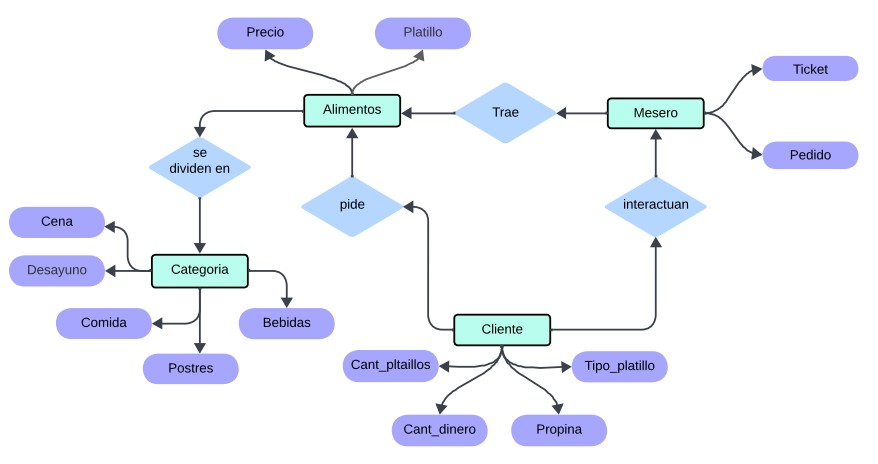 Precio
Platillo
Ticket
Alimentos
Trae
Mesero
Pedido
se
dividen en
pide
interactuan
Cena
Desayuno
Categoria
Comida
Bebidas
Cliente
Postres
Cant_pltaillos
Tipo_platillo
Cant_dinero
Propina